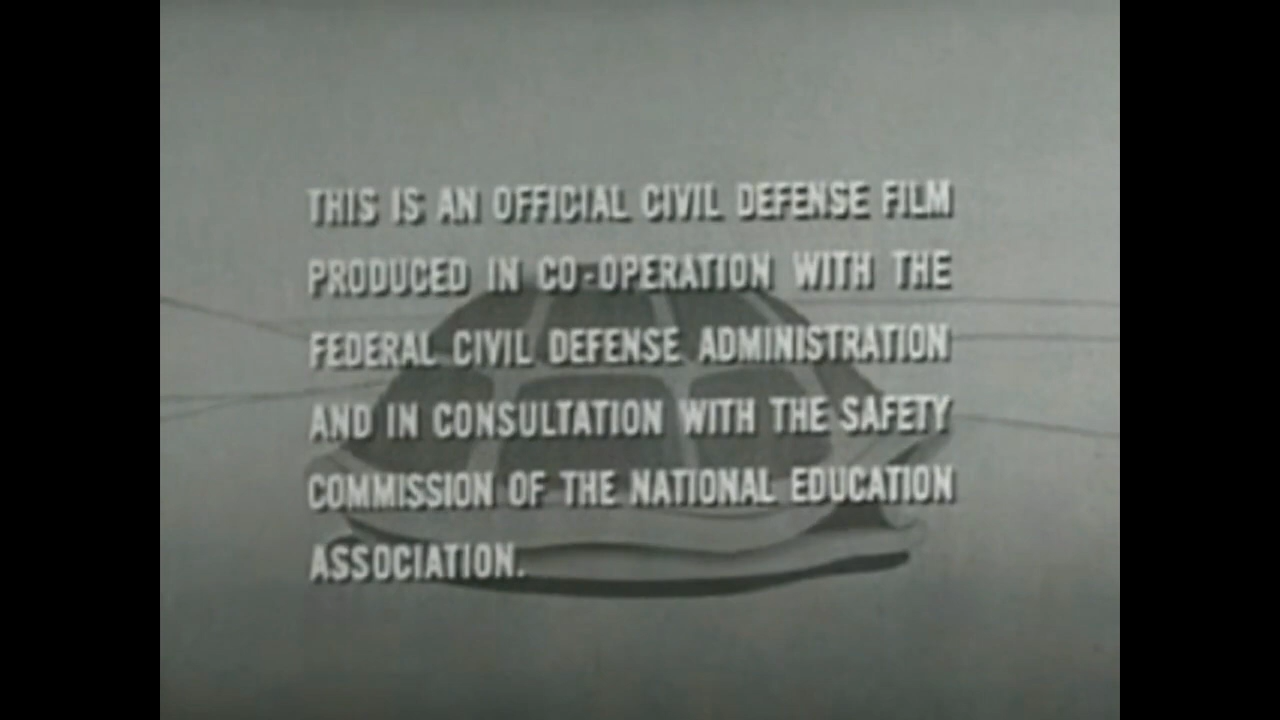 THIS IS AN OFFICIAL CIVIL DEFENSE FILM
PRODUCED IN CO-OPERATION WITH THE
FEDERAL CIVIL DEFENSE ADMINISTRATION
AND IN CONSULTATION WITH THE SAFETY
COMMISSION OF THE NATIONAL EDUCATION
ASSOCIATION.